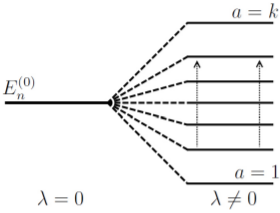 a = k
E_n^{(0)}
a = 1
λ = 0
λ ≠ 0